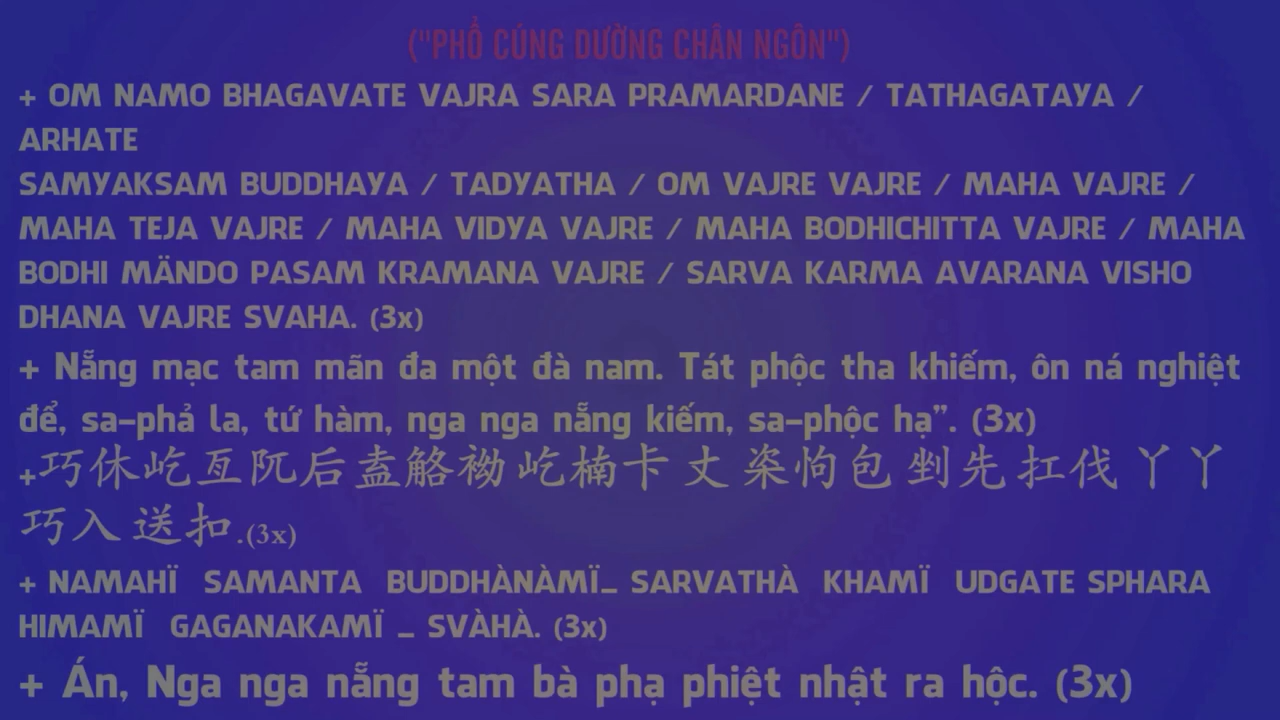 ("PHỔ CÚNG DƯỜNG CHÂN NGÔN")
+ OM NAMO BHAGAVATE VAJRA SARA PRAMARDANE / TATHAGATAYA /
ARHATE
SAMYAKSAM BUDDHAYA / TADYATHA / OM VAJRE VAJRE / MAHA VAJRE /
MAHA TEJA VAJRE / MAHA VIDYA VAJRE / MAHA BODHICHITTA VAJRE / MAHA
BODHI MÄNDO PASAM KRAMANA VAJRE / SARVA KARMA AVARANA VISHO
DHANA VAJRE SVAHA. (3x)
+ Nẵng mạc tam mãn đa một đà nam. Tát phộc tha khiếm, ôn ná nghiệt
để, sa-phả la, tứ hàm, nga nga nẵng kiếm, sa-phộc hạ”. (3x)
+巧休屹亙阢后盍觡袎屹楠卡丈楶怐包剉先扛伐丫丫
巧入送扣.(3x)
+ NAMAHÏ SAMANTA BUDDHÀNÀMÏ_ SARVATHÀ KHAMÏ UDGATE SPHARA
HIMAMÏ GAGANAKAMÏ _ SVÀHÀ. (3x)
+ Án, Nga nga nẵng tam bà phạ phiệt nhật ra hộc. (3x)